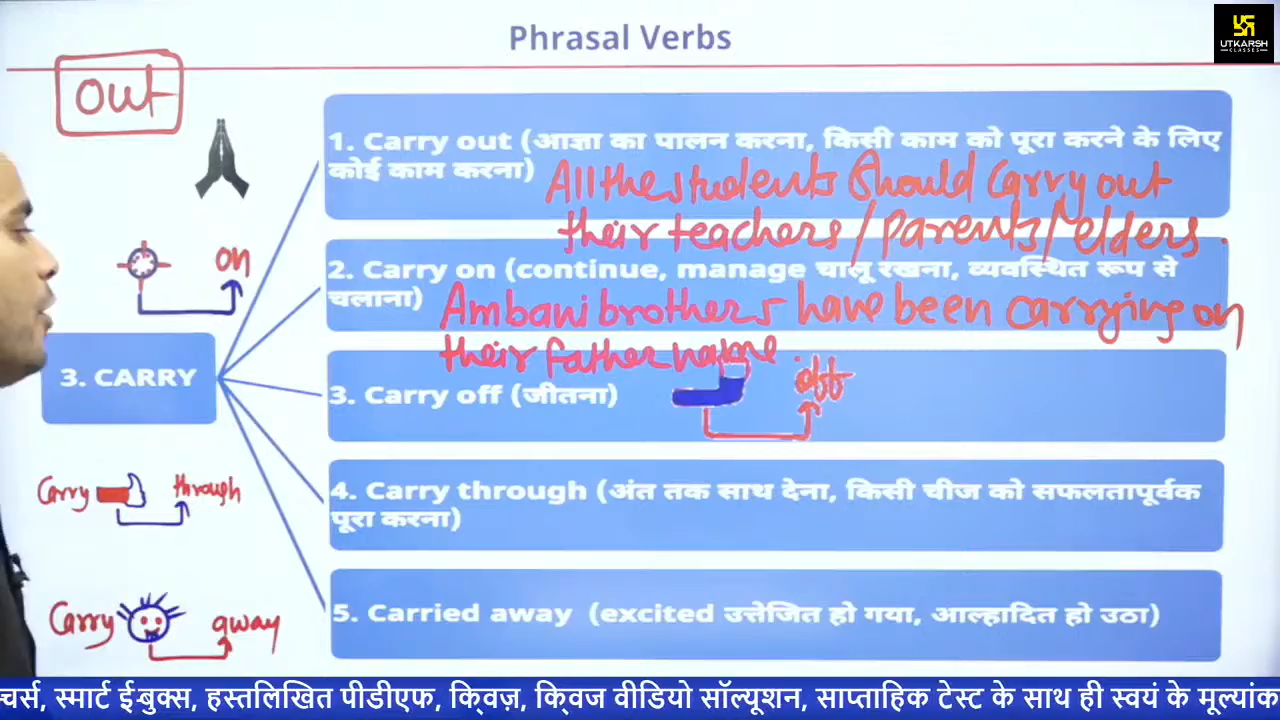 Phrasal Verbs
UTKARSH
CLASSES
out
1. Carry out (आज्ञा का पालन करना, किसी काम को पूरा करने के लिए
कोई काम करना)
All the students should carry out
their teachers / parents / elders.
on
2. Carry on (continue, manage चालू रखना, व्यवस्थित रूप से
चलाना)
Ambani brothers have been carrying on
their father name.
3. CARRY
3. Carry off (जीतना)
off
Carry through
4. Carry through (अंत तक साथ देना, किसी चीज को सफलतापूर्वक
पूरा करना)
Carry away
5. Carried away (excited उत्तेजित हो गया, आल्हादित हो उठा)
चर्स, स्मार्ट ई-बुक्स, हस्तलिखित पीडीएफ, क्विज़, क्विज वीडियो सॉल्यूशन, साप्ताहिक टेस्ट के साथ ही स्वयं के मूल्यांक